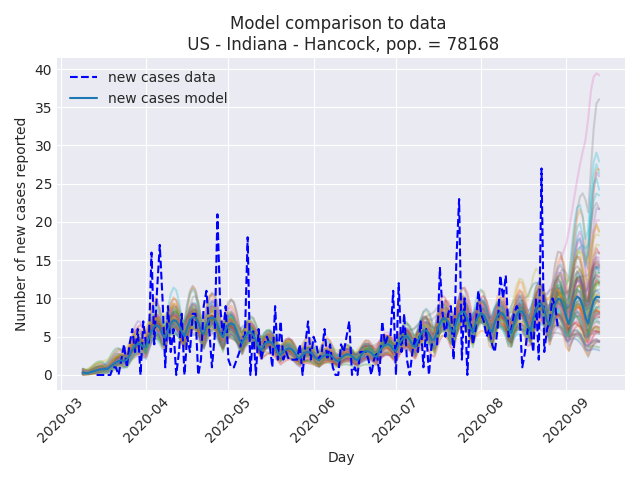 Model comparison to data
US - Indiana - Hancock, pop. = 78168
new cases data
new cases model
Number of new cases reported
40
35
30
25
20
15
10
5
0
2020-03
2020-04
2020-05
2020-06
2020-07
2020-08
2020-09
Day